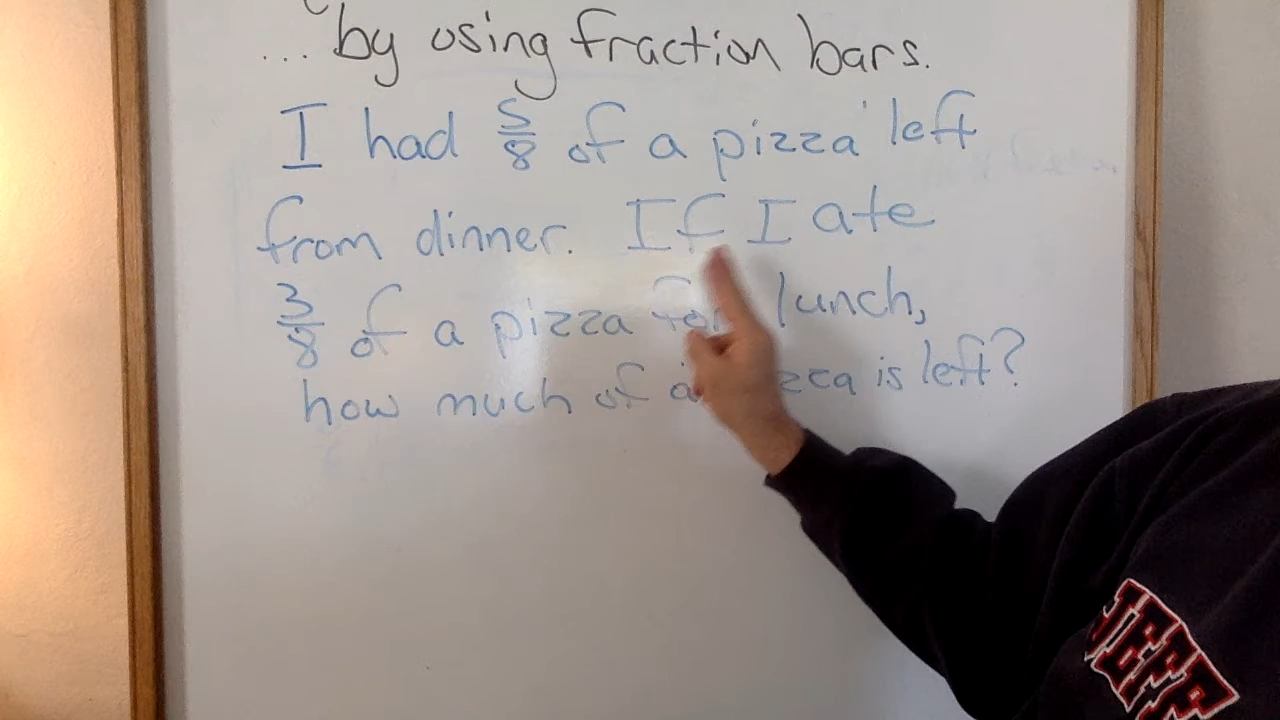 ... by using fraction bars.
I had 5/8 of a pizza left
from dinner. If I ate
3/8 of a pizza for lunch,
how much of a is left?
JEFF